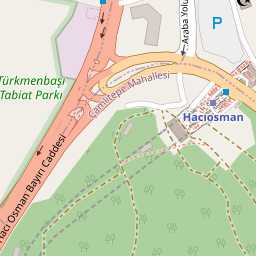 Araba Yolu
P
Türkmenbaşı
Tabiat Parkı
Çamlıtepe Mahallesi
Hacıosman
Hacı Osman Bayırı Caddesi